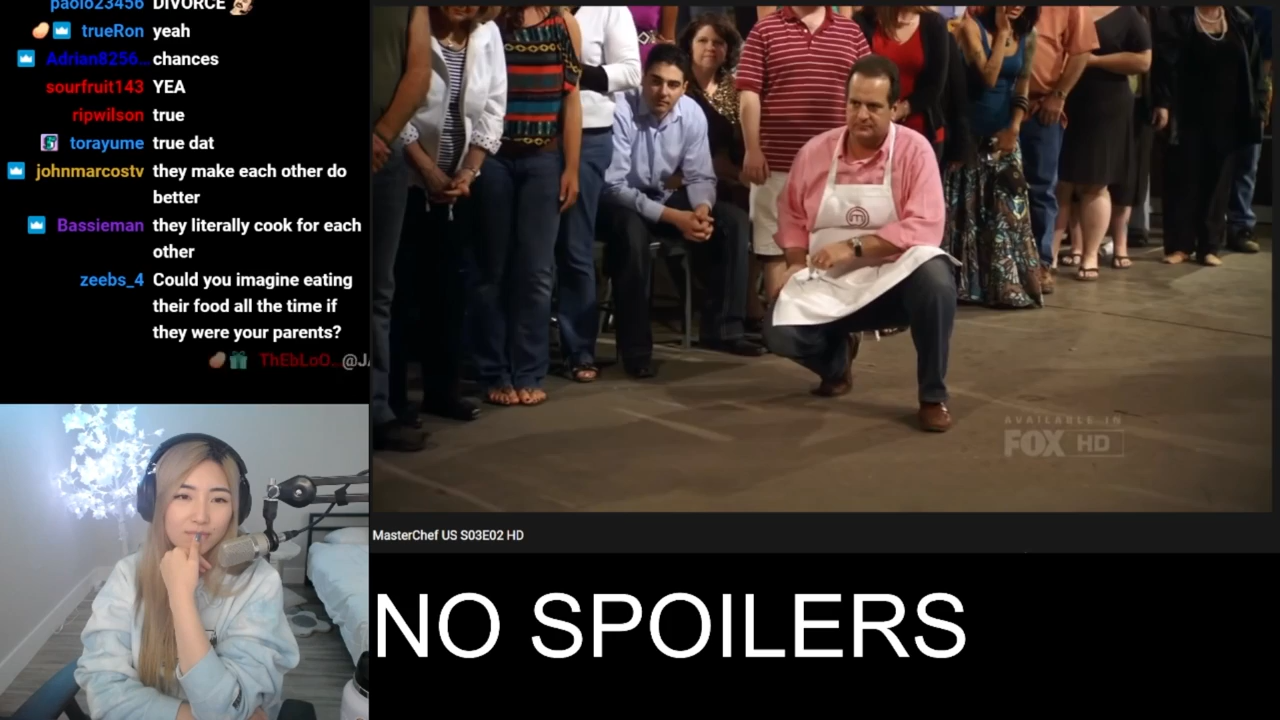 paolo23456 DIVORCE
trueRon yeah
Adrian8256... chances
sourfruit143 YEA
ripwilson true
torayume true dat
johnmarcostv they make each other do
better
Bassieman they literally cook for each
other
zeebs_4 Could you imagine eating
their food all the time if
they were your parents?
ThEbLoO... @JA
AVAILABLE IN
FOX HD
MasterChef US S03E02 HD
NO SPOILERS